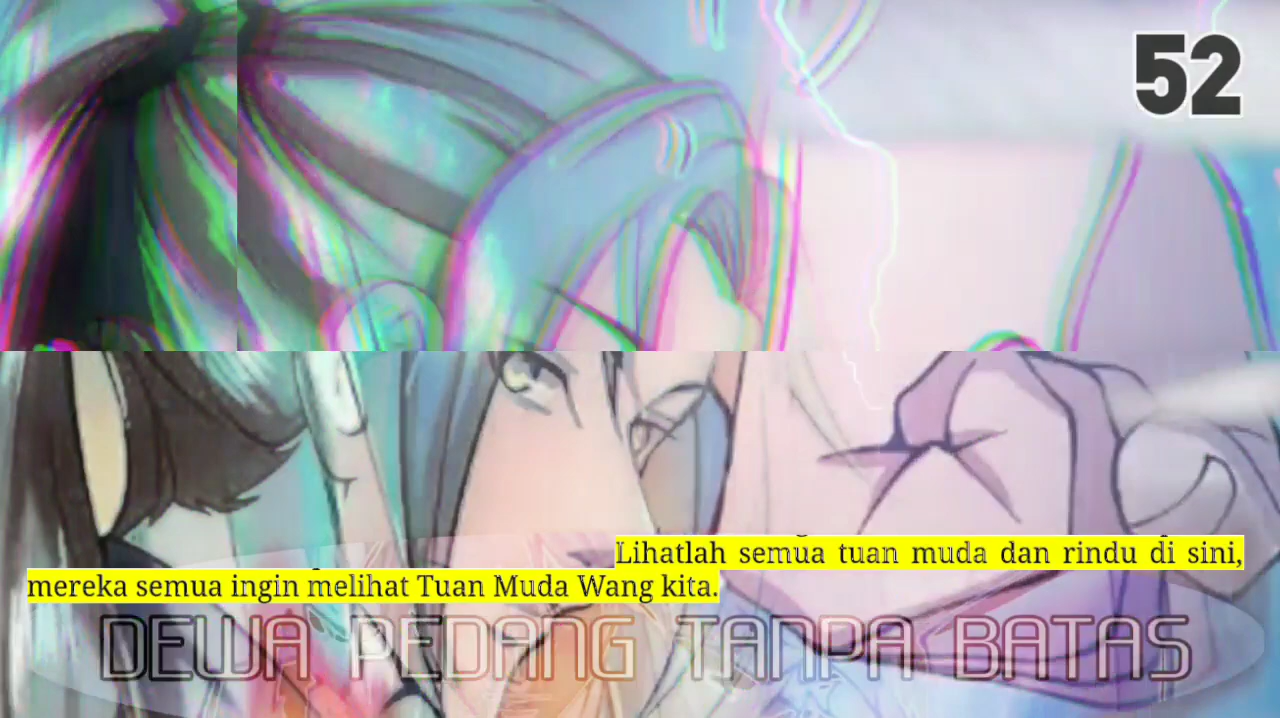 52
Lihatlah semua tuan muda dan rindu di sini,
mereka semua ingin melihat Tuan Muda Wang kita.
DEWA PEDANG TANPA BATAS